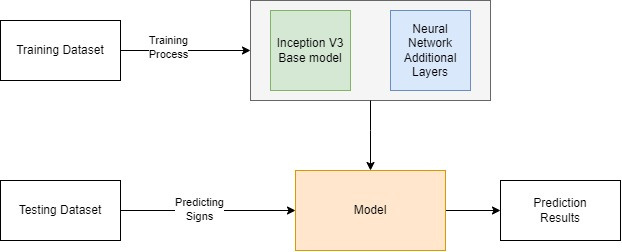 Training Dataset
Training
Process
Inception V3
Base model
Neural
Network
Additional
Layers
Testing Dataset
Predicting
Signs
Model
Prediction
Results